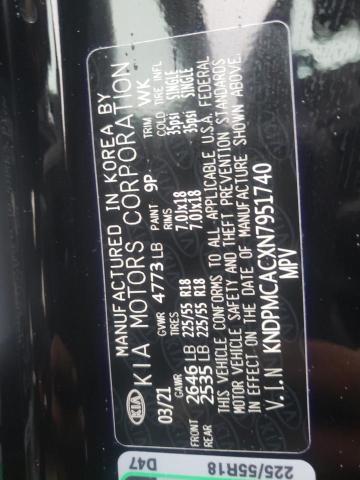 MANUFACTURED IN KOREA BY
KIA KIA MOTORS CORPORATION
03/21 GVWR 4773 LB PAINT 9P TRIM WK
GAWR TIRES RIMS COLD TIRE INFL
FRONT 2646 LB 225/55 R18 7.0JX18 35psi SINGLE
REAR 2535 LB 225/55 R18 7.0JX18 35psi SINGLE
THIS VEHICLE CONFORMS TO ALL APPLICABLE U.S.A. FEDERAL
MOTOR VEHICLE SAFETY AND THEFT PREVENTION STANDARDS
IN EFFECT ON THE DATE OF MANUFACTURE SHOWN ABOVE.
V.I.N KNDPMCACXN7951740
MPV
225/55R18
D47